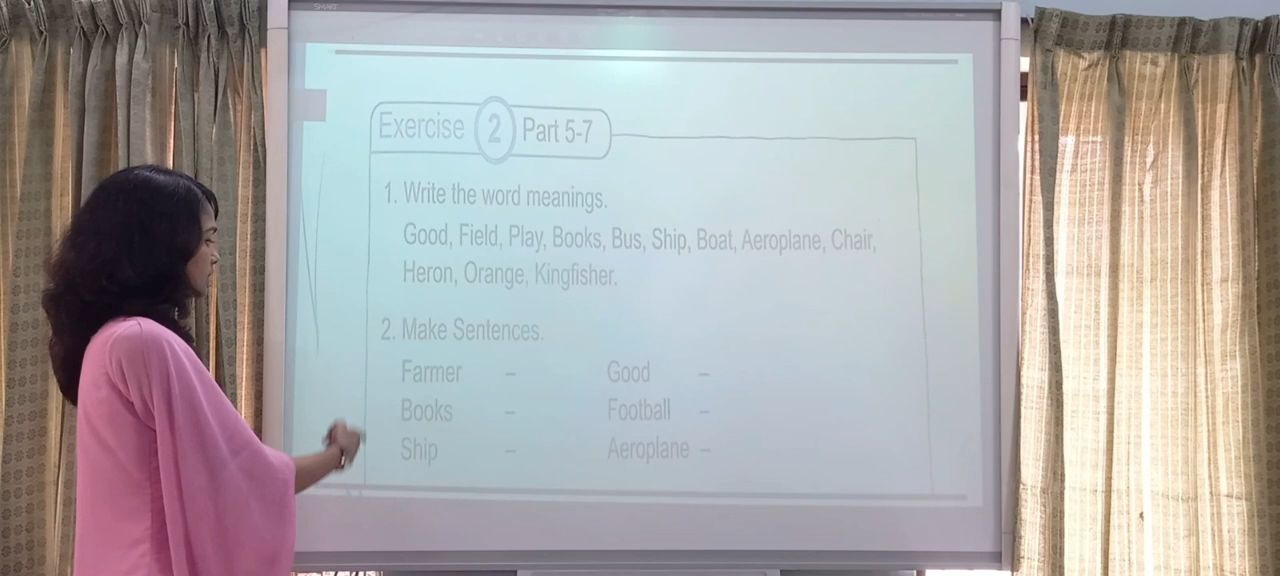 SMART
Exercise 2 Part 5-7
1. Write the word meanings.
Good, Field, Play, Books, Bus, Ship, Boat, Aeroplane, Chair,
Heron, Orange, Kingfisher.
2. Make Sentences.
Farmer – Good –
Books – Football –
Ship – Aeroplane –